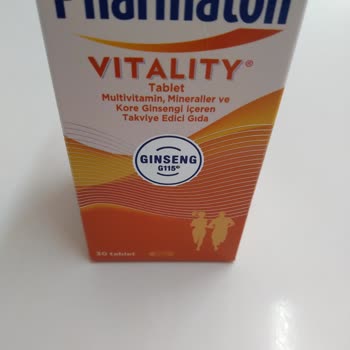 Pharmaton
VITALITY®
Tablet
Multivitamin, Mineraller ve
Kore Ginsengi içeren
Takviye Edici Gıda
GINSENG
G115®
30 tablet